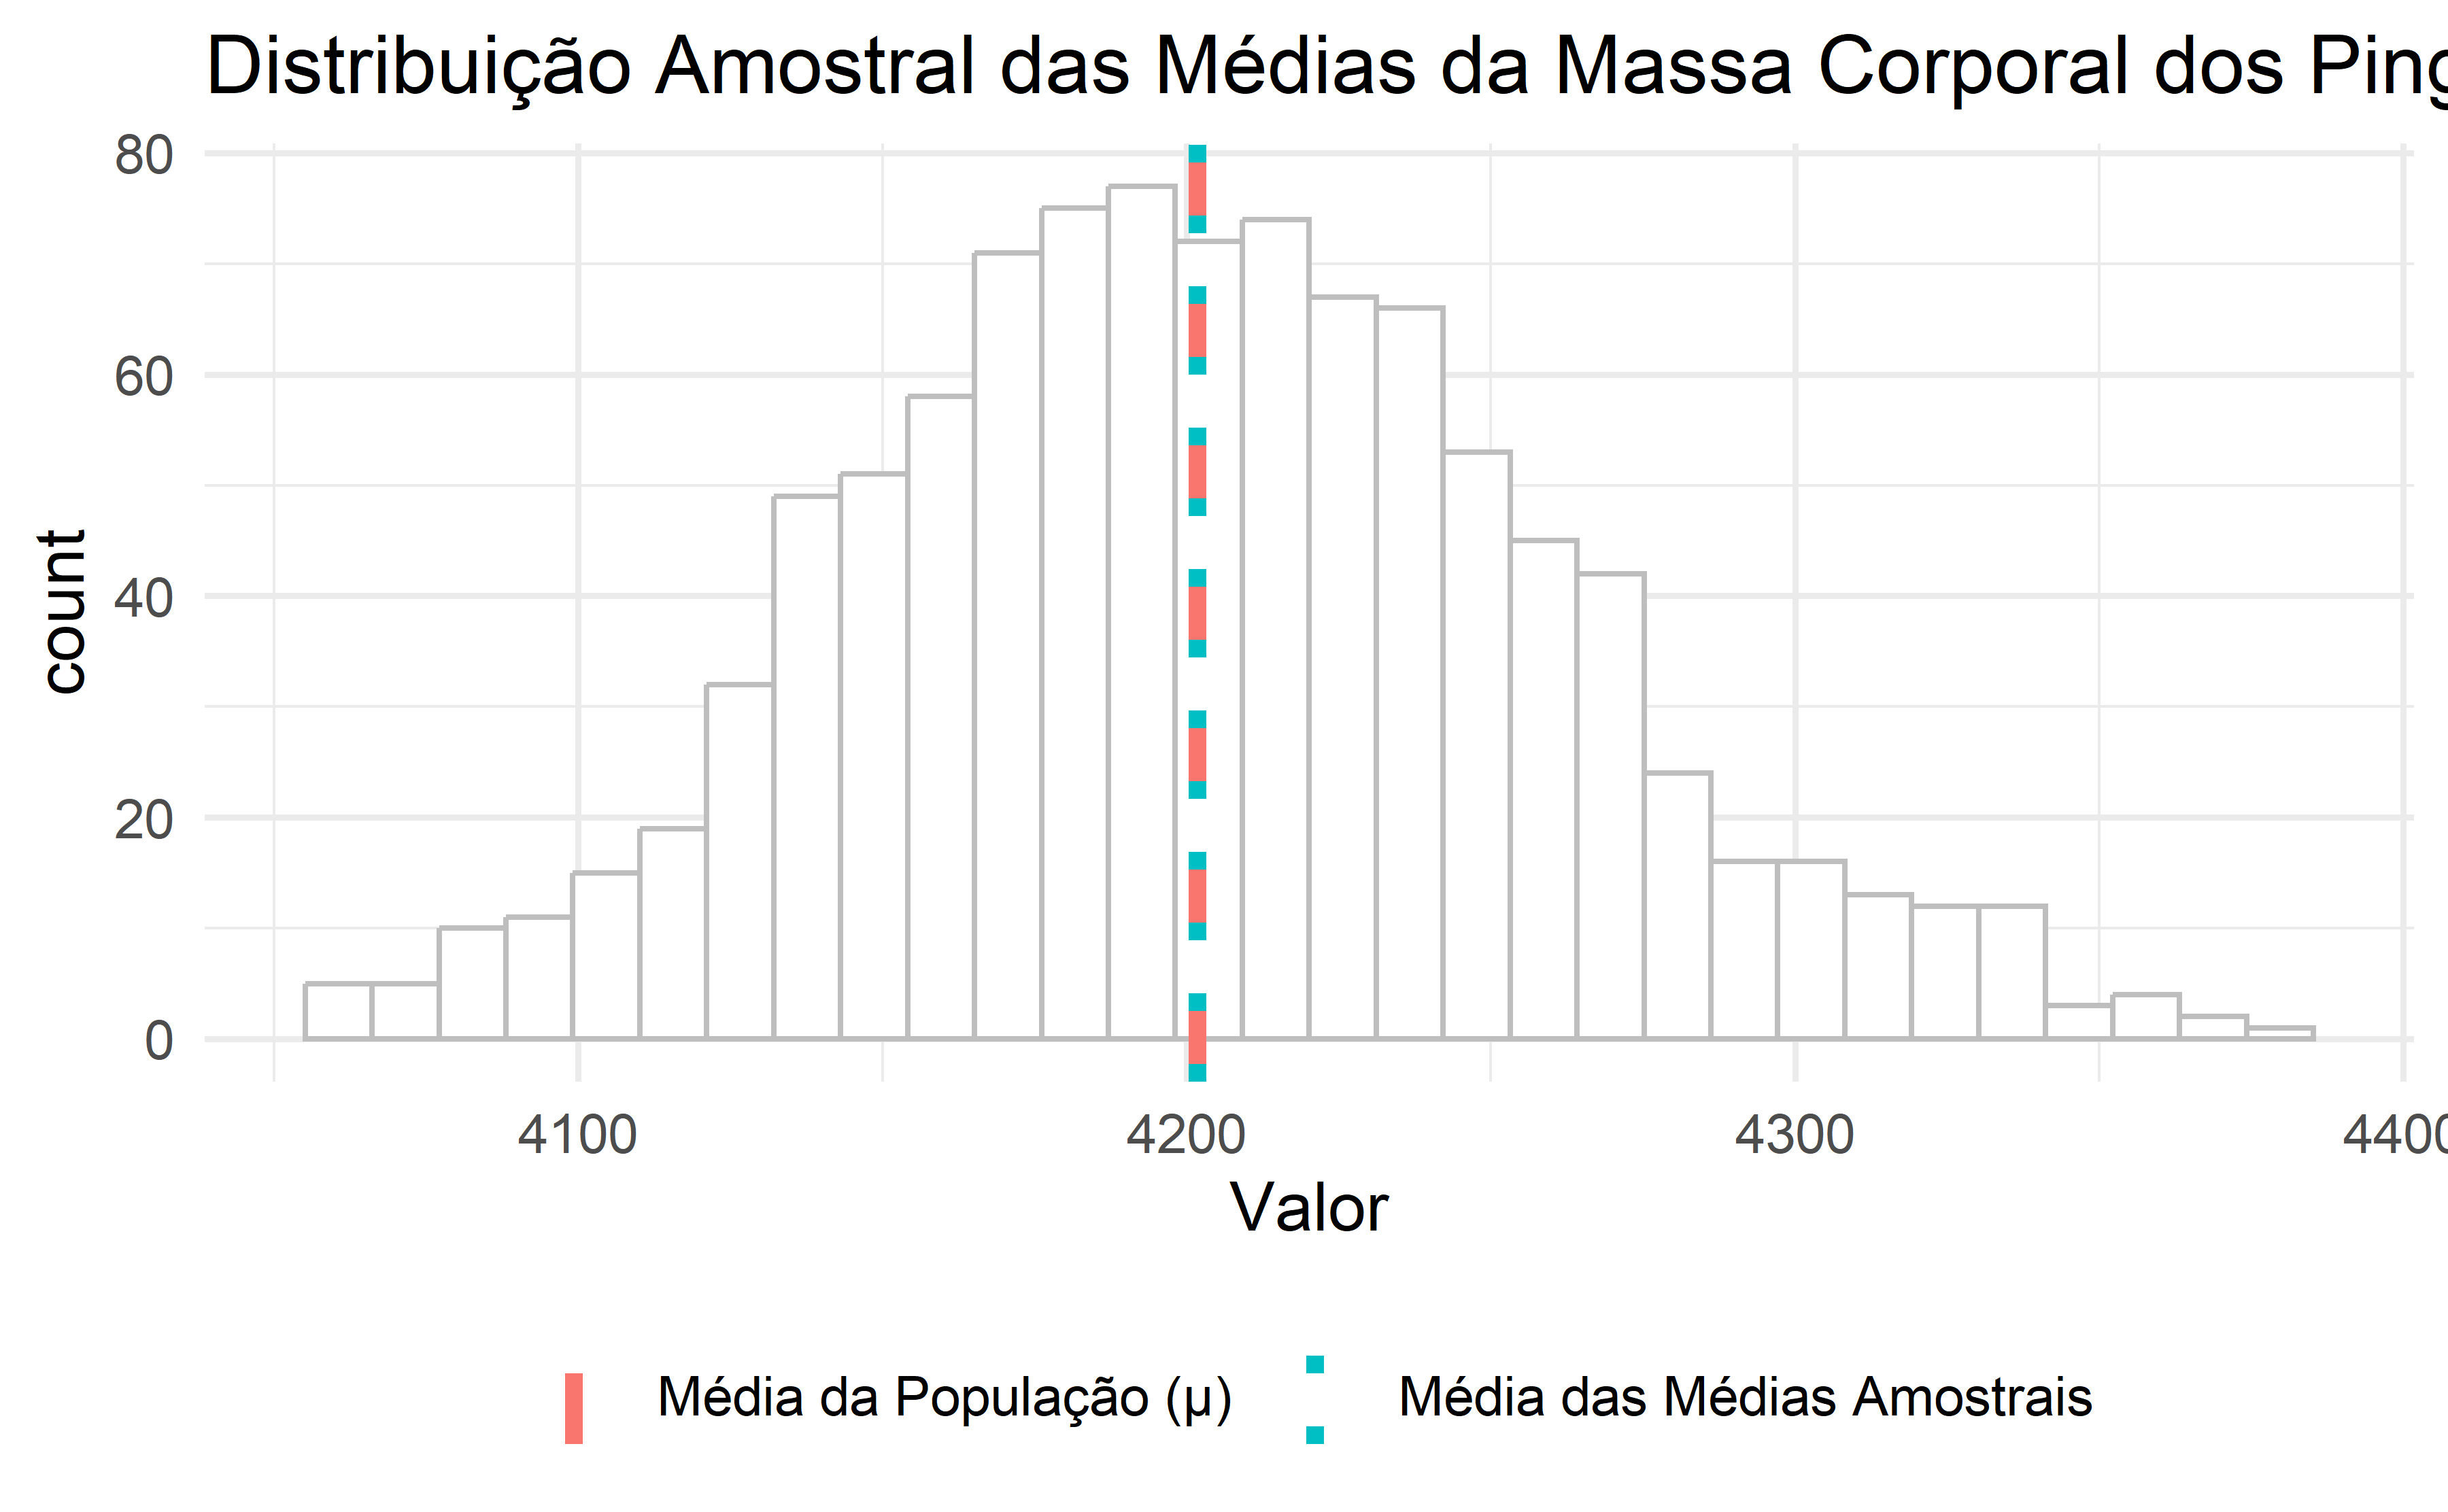 Distribuição Amostral das Médias da Massa Corporal dos Ping
80
60
40
20
0
count
4100 4200 4300 440
Valor
Média da População (μ) Média das Médias Amostrais